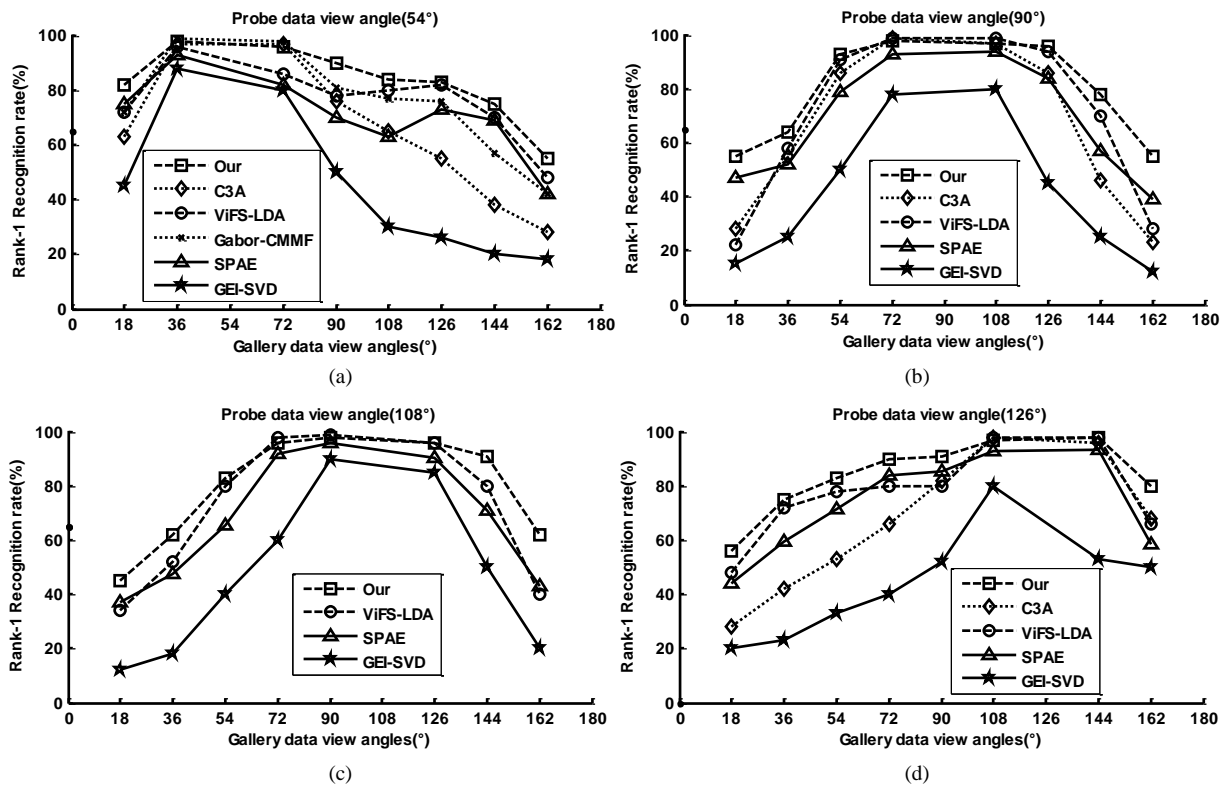 Probe data view angle(54°)
Rank-1 Recognition rate(%)
100
80
60
40
20
0
Our
C3A
ViFS-LDA
Gabor-CMMF
SPAE
GEI-SVD
0 18 36 54 72 90 108 126 144 162 180
Gallery data view angles(°)
(a)
Probe data view angle(90°)
Rank-1 Recognition rate(%)
100
80
60
40
20
0
Our
C3A
ViFS-LDA
SPAE
GEI-SVD
0 18 36 54 72 90 108 126 144 162 180
Gallery data view angles(°)
(b)
Probe data view angle(108°)
Rank-1 Recognition rate(%)
100
80
60
40
20
0
Our
ViFS-LDA
SPAE
GEI-SVD
0 18 36 54 72 90 108 126 144 162 180
Gallery data view angles(°)
(c)
Probe data view angle(126°)
Rank-1 Recognition rate(%)
100
80
60
40
20
0
Our
C3A
ViFS-LDA
SPAE
GEI-SVD
0 18 36 54 72 90 108 126 144 162 180
Gallery data view angles(°)
(d)